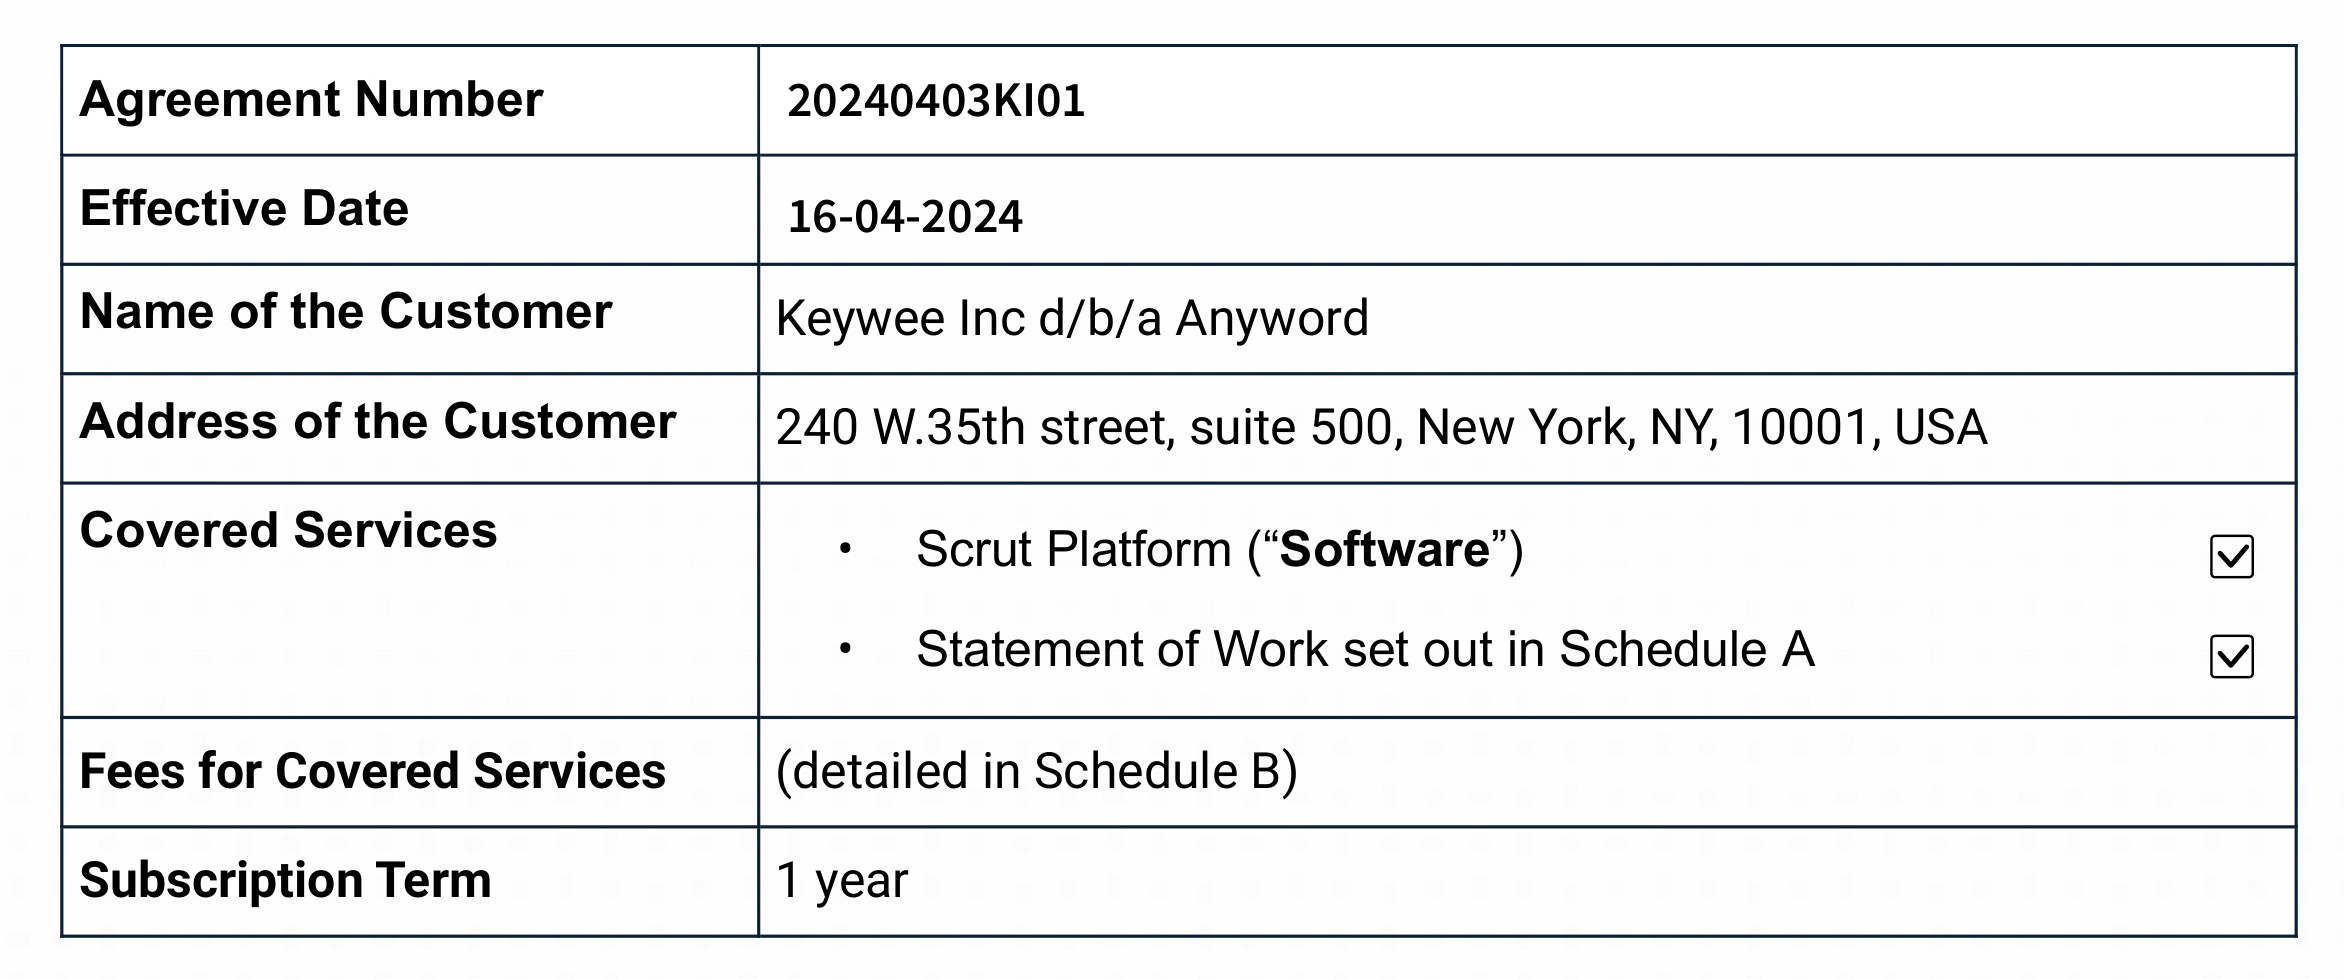 Agreement Number 20240403KI01
Effective Date 16-04-2024
Name of the Customer Keywee Inc d/b/a Anyword
Address of the Customer 240 W.35th street, suite 500, New York, NY, 10001, USA
Covered Services
• Scrut Platform (“Software”) ☑
• Statement of Work set out in Schedule A ☑
Fees for Covered Services (detailed in Schedule B)
Subscription Term 1 year